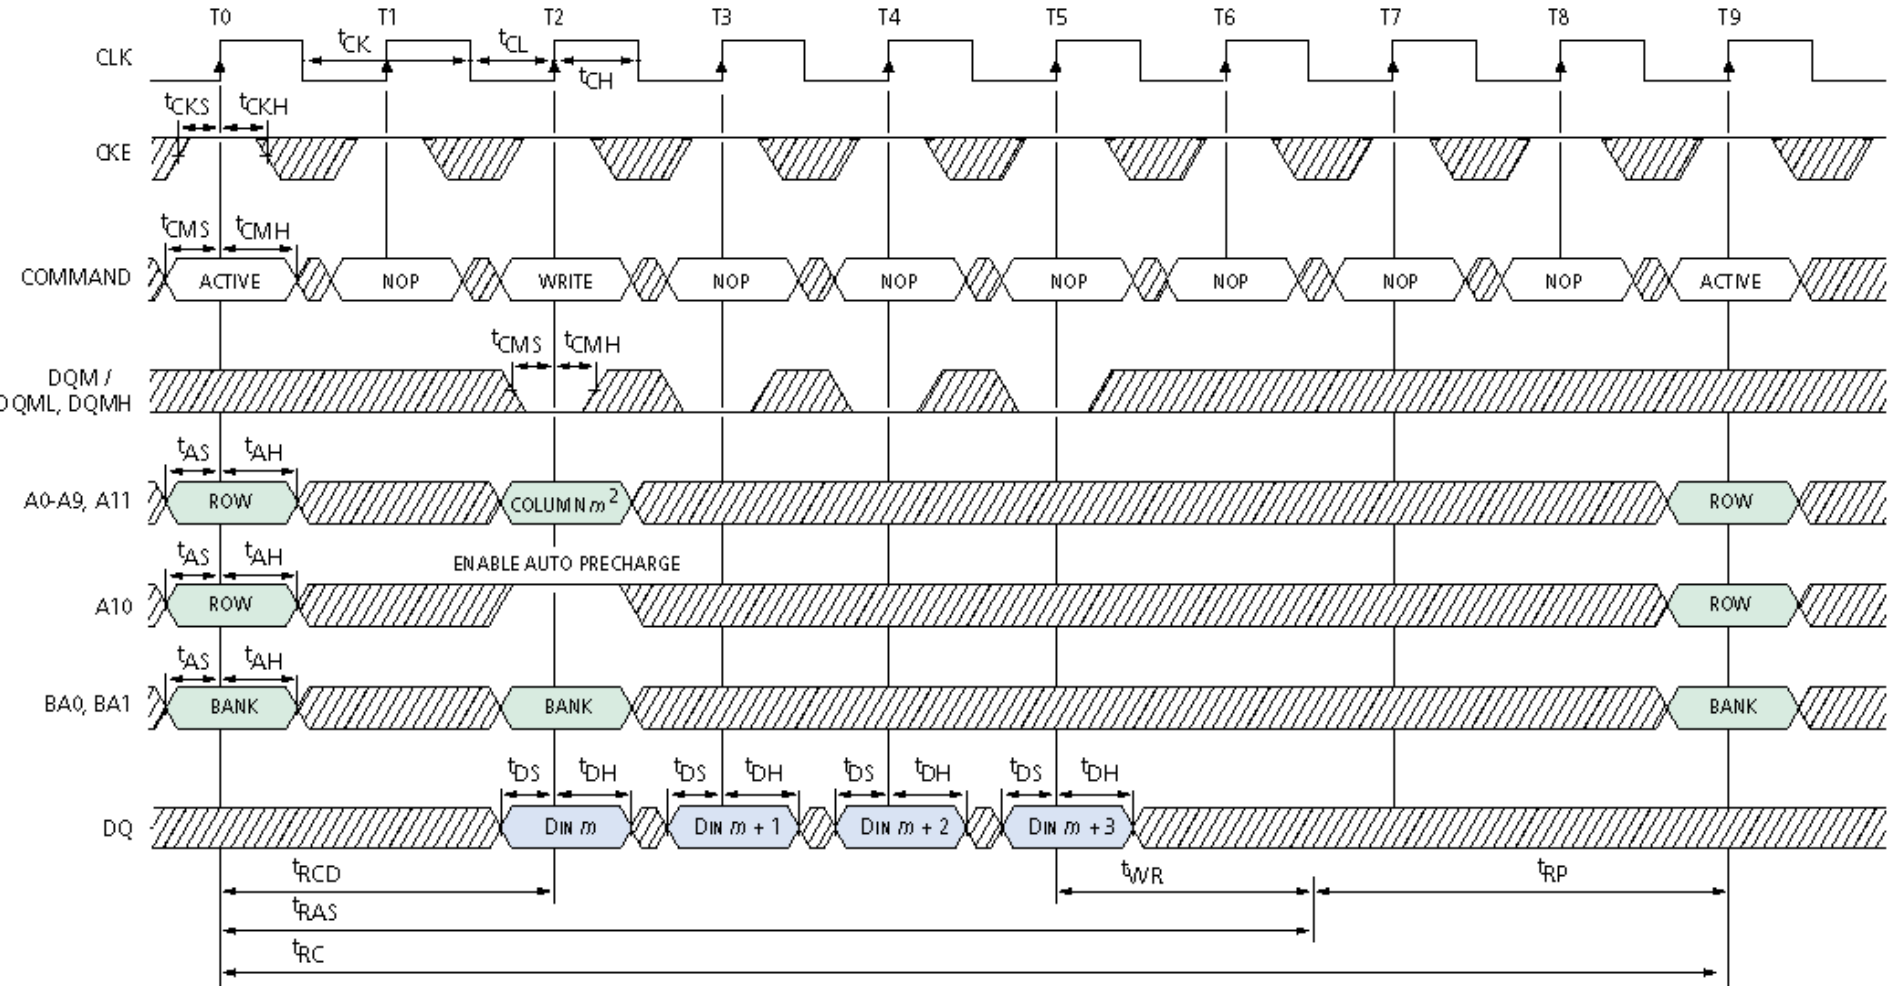 T0 T1 T2 T3 T4 T5 T6 T7 T8 T9
CLK
tCK tCL
tCH
tCKS tCKH
CKE
tCMS tCMH
COMMAND ACTIVE NOP WRITE NOP NOP NOP NOP NOP NOP ACTIVE
tCMS tCMH
DQM /
DQML, DQMH
tAS tAH
A0-A9, A11 ROW COLUMN m2 ROW
tAS tAH ENABLE AUTO PRECHARGE
A10 ROW ROW
tAS tAH
BA0, BA1 BANK BANK BANK
tDS tDH tDS tDH tDS tDH tDS tDH
DQ DIN m DIN m + 1 DIN m + 2 DIN m + 3
tRCD tWR tRP
tRAS
tRC